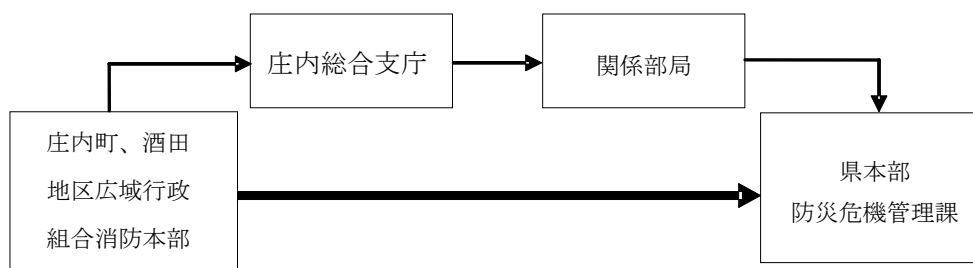 庄内総合支庁
関係部局
庄内町、酒田
地区広域行政
組合消防本部
県本部
防災危機管理課